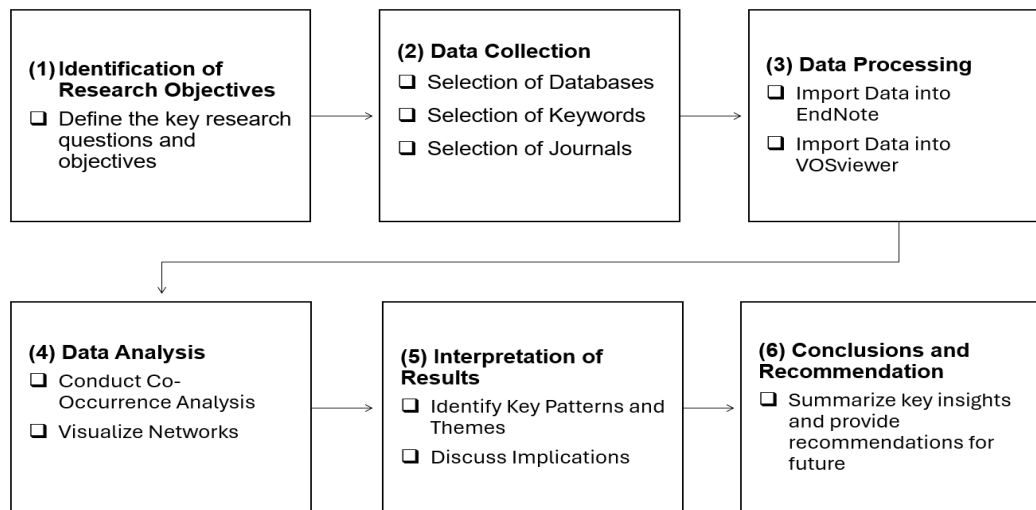 (1) Identification of
Research Objectives
❑ Define the key research
questions and
objectives
(2) Data Collection
❑ Selection of Databases
❑ Selection of Keywords
❑ Selection of Journals
(3) Data Processing
❑ Import Data into
EndNote
❑ Import Data into
VOSviewer
(4) Data Analysis
❑ Conduct Co-
Occurrence Analysis
❑ Visualize Networks
(5) Interpretation of
Results
❑ Identify Key Patterns and
Themes
❑ Discuss Implications
(6) Conclusions and
Recommendation
❑ Summarize key insights
and provide
recommendations for
future